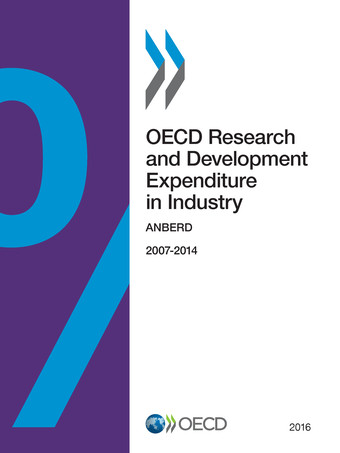 OECD Research
and Development
Expenditure
in Industry
ANBERD
2007-2014
OECD
2016